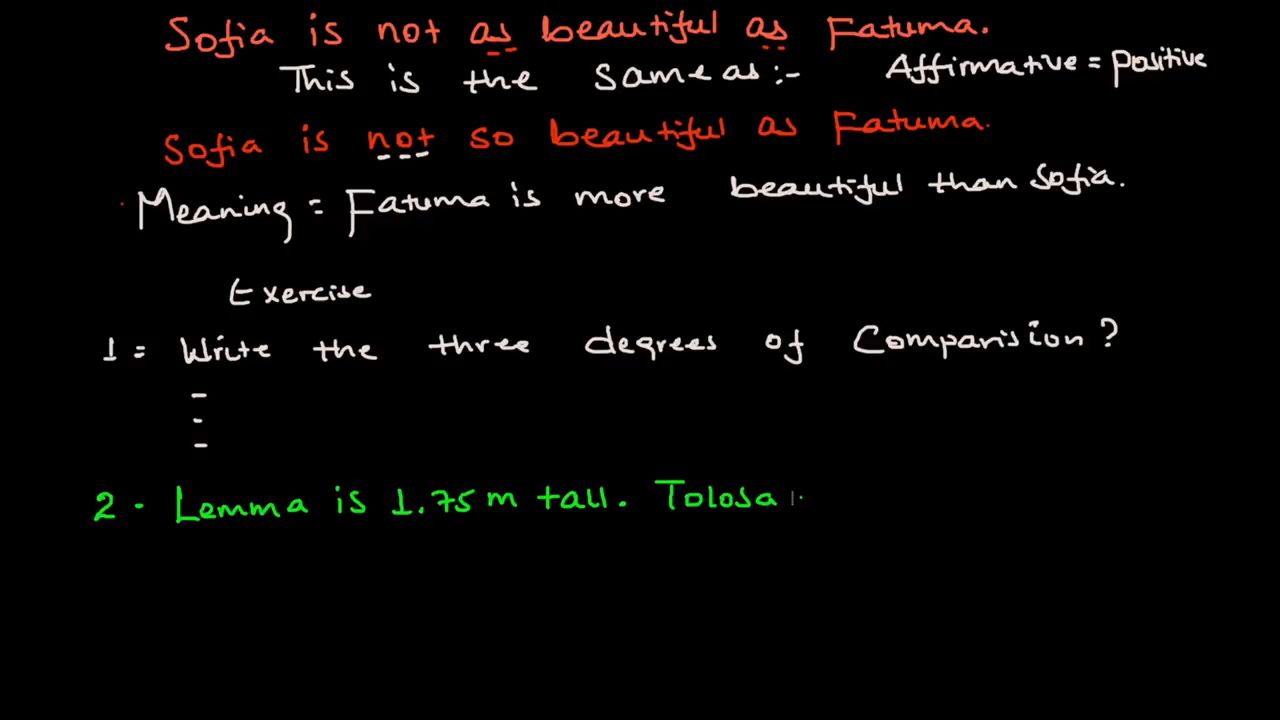 Sofia is not as beautiful as Fatuma.
This is the same as:- Affirmative = positive
Sofia is not so beautiful as Fatuma.
Meaning = Fatuma is more beautiful than Sofia.
Exercise
1 = Write the three degrees of Comparision?
-
-
-
2 - Lemma is 1.75 m tall. Tolosa